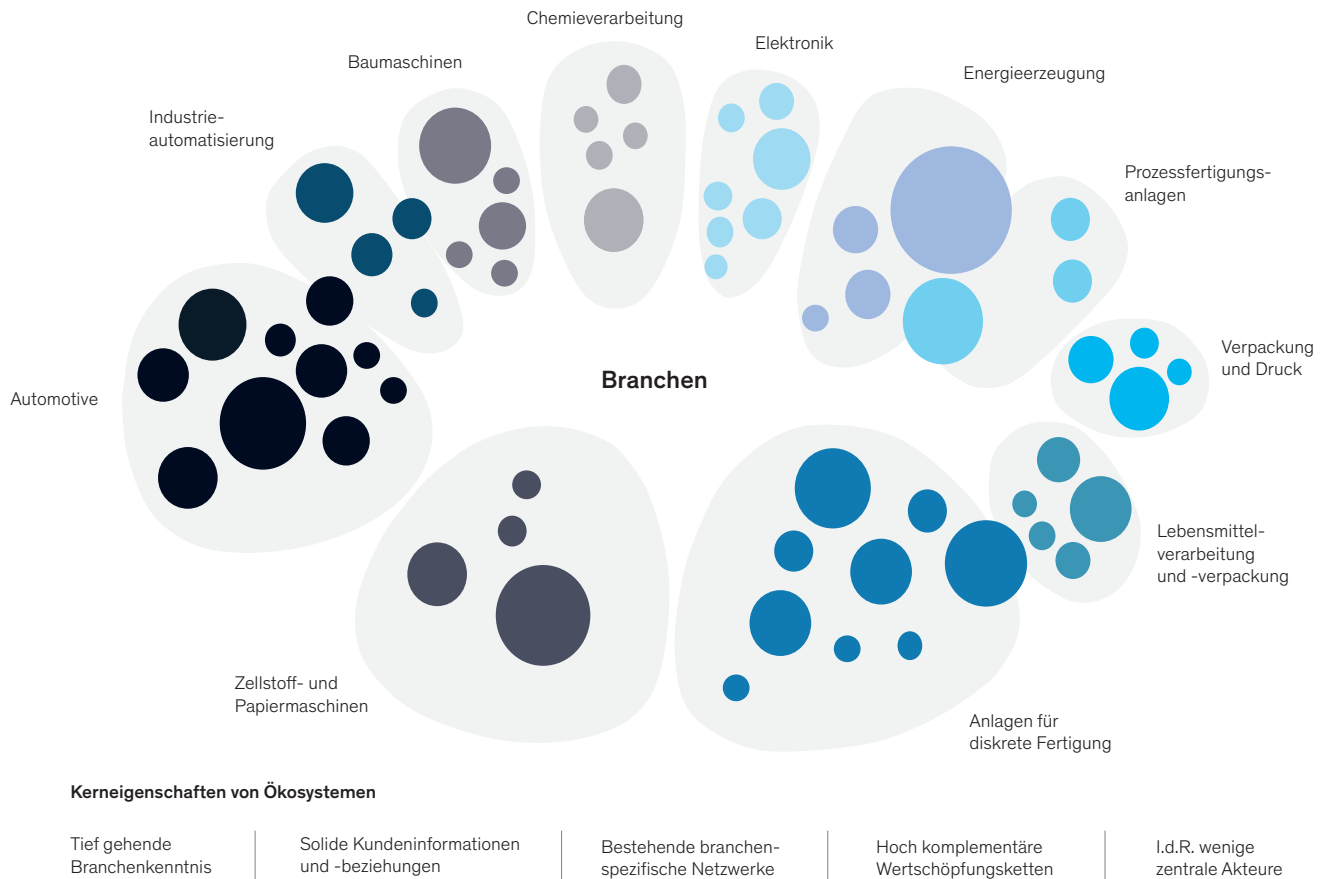 Chemieverarbeitung
Elektronik
Baumaschinen
Energieerzeugung
Industrie-
automatisierung
Prozessfertigungs-
anlagen
Verpackung
und Druck
Branchen
Automotive
Lebensmittel-
verarbeitung
und -verpackung
Zellstoff- und
Papiermaschinen
Anlagen für
diskrete Fertigung
Kerneigenschaften von Ökosystemen
Tief gehende
Branchenkenntnis
Solide Kundeninformationen
und -beziehungen
Bestehende branchen-
spezifische Netzwerke
Hoch komplementäre
Wertschöpfungsketten
I.d.R. wenige
zentrale Akteure